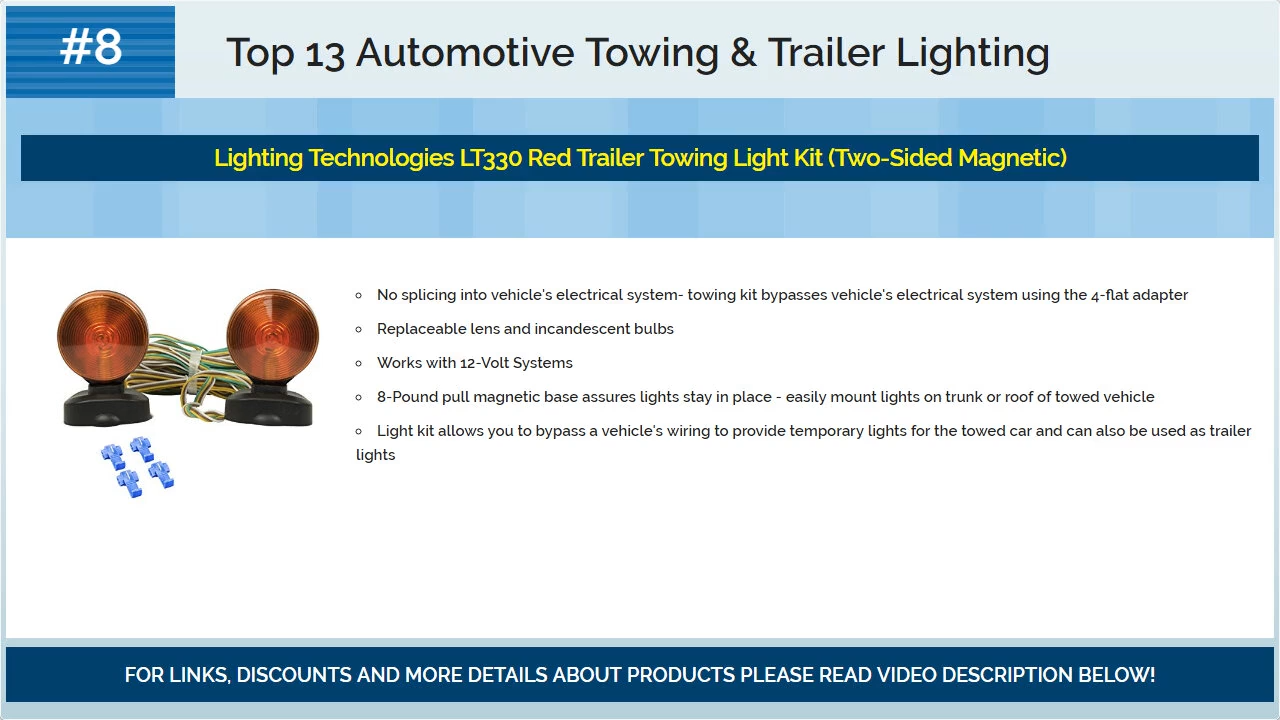 #8
Top 13 Automotive Towing & Trailer Lighting
Lighting Technologies LT330 Red Trailer Towing Light Kit (Two-Sided Magnetic)
No splicing into vehicle's electrical system- towing kit bypasses vehicle's electrical system using the 4-flat adapter
Replaceable lens and incandescent bulbs
Works with 12-Volt Systems
8-Pound pull magnetic base assures lights stay in place - easily mount lights on trunk or roof of towed vehicle
Light kit allows you to bypass a vehicle's wiring to provide temporary lights for the towed car and can also be used as trailer
lights
FOR LINKS, DISCOUNTS AND MORE DETAILS ABOUT PRODUCTS PLEASE READ VIDEO DESCRIPTION BELOW!